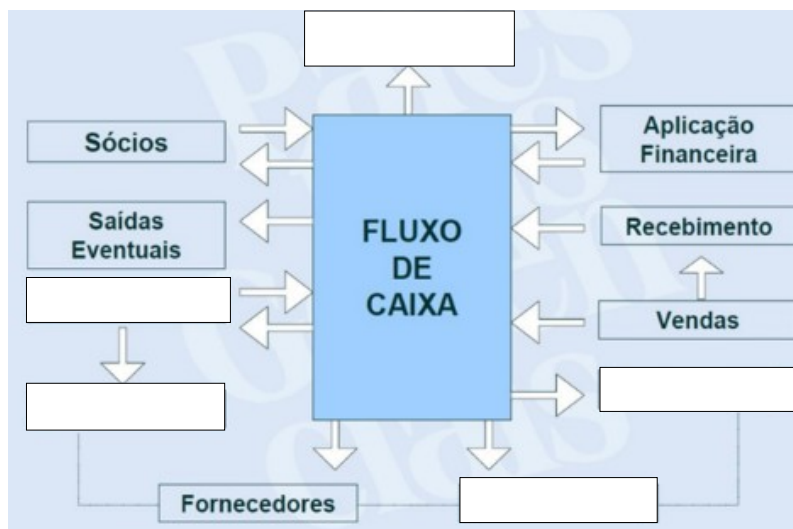 Sócios
Aplicação
Financeira
Saídas
Eventuais
FLUXO
DE
CAIXA
Recebimento
Vendas
Fornecedores